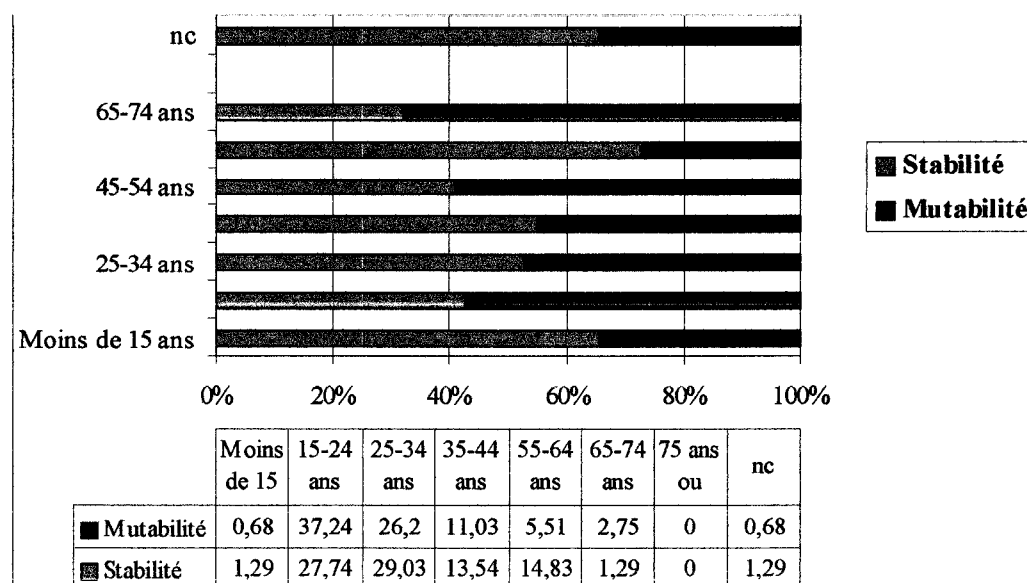 nc
65-74 ans
45-54 ans
25-34 ans
Moins de 15 ans
0% 20% 40% 60% 80% 100%
Stabilité
Mutabilité
Moins de 15 15-24 ans 25-34 ans 35-44 ans 55-64 ans 65-74 ans 75 ans ou nc
Mutabilité 0,68 37,24 26,2 11,03 5,51 2,75 0 0,68
Stabilité 1,29 27,74 29,03 13,54 14,83 1,29 0 1,29